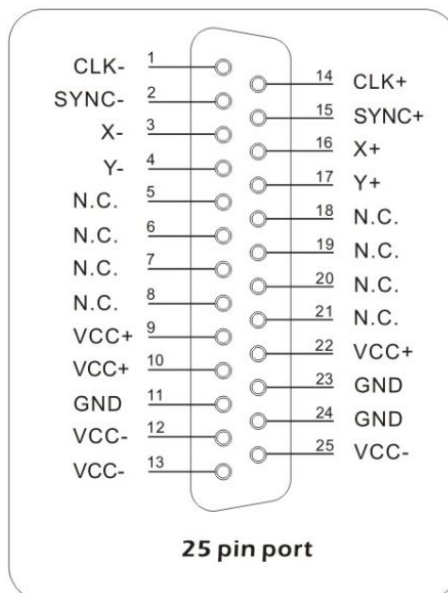 CLK- 1
SYNC- 2
X- 3
Y- 4
N.C. 5
N.C. 6
N.C. 7
N.C. 8
VCC+ 9
VCC+ 10
GND 11
VCC- 12
VCC- 13
14 CLK+
15 SYNC+
16 X+
17 Y+
18 N.C.
19 N.C.
20 N.C.
21 N.C.
22 VCC+
23 GND
24 GND
25 VCC-
25 pin port